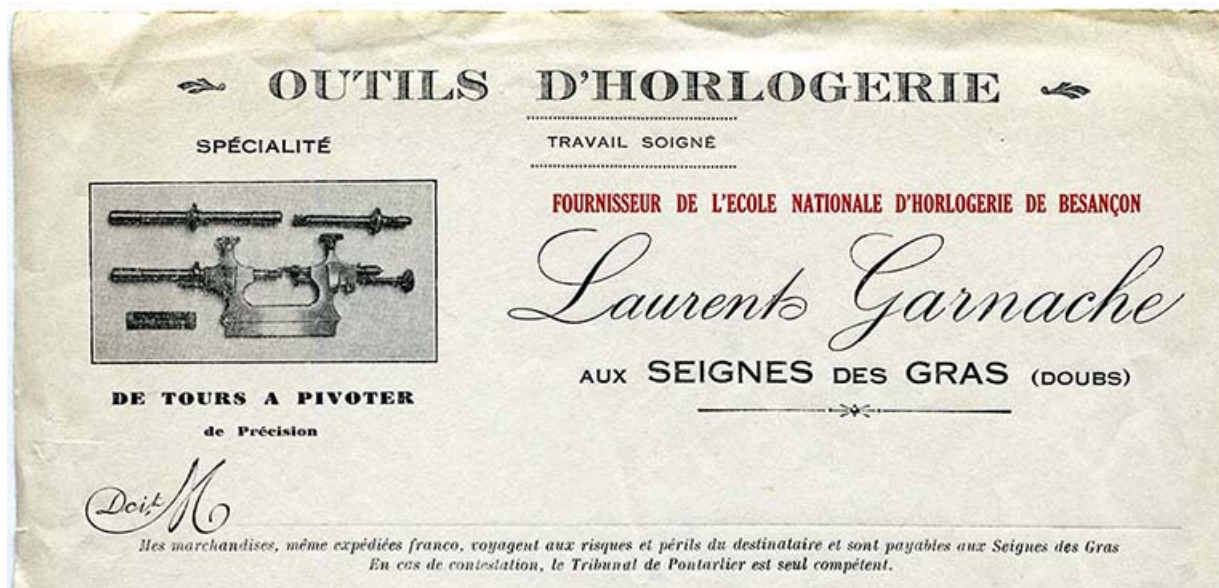 OUTILS D'HORLOGERIE
SPÉCIALITÉ
TRAVAIL SOIGNÉ
FOURNISSEUR DE L'ECOLE NATIONALE D'HORLOGERIE DE BESANÇON
Laurent Garnache
AUX SEIGNES DES GRAS (DOUBS)
DE TOURS A PIVOTER
de Précision
Doit M
Mes marchandises, même expédiées franco, voyagent aux risques et périls du destinataire et sont payables aux Seignes des Gras
En cas de contestation, le Tribunal de Pontarlier est seul compétent.